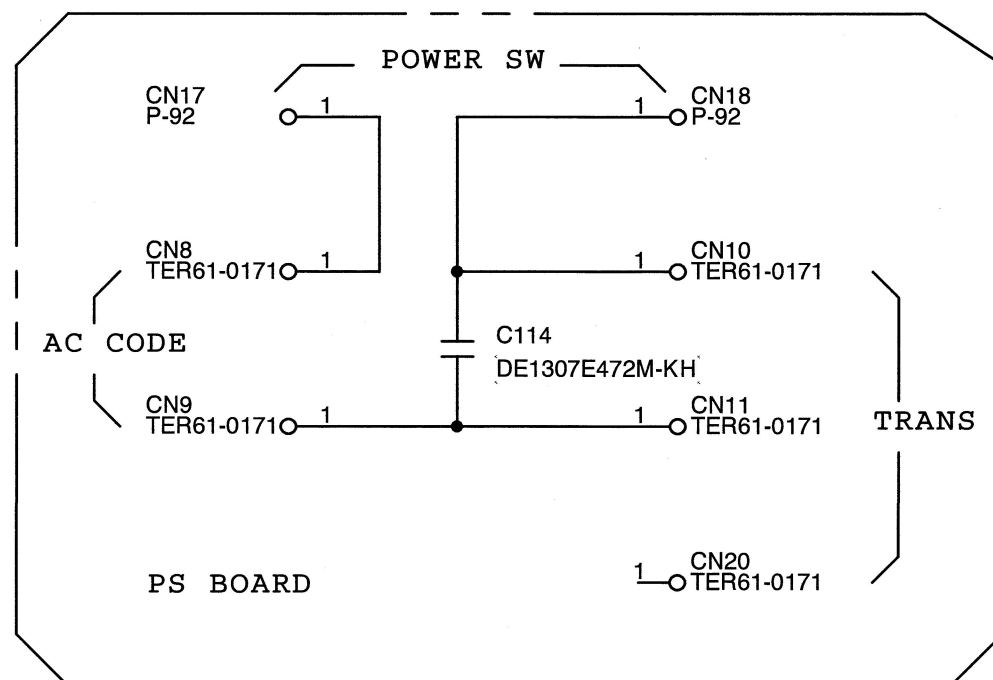 POWER SW
CN17
P-92
1
1
CN18
P-92
CN8
TER61-0171
1
1
CN10
TER61-0171
AC CODE
C114
DE1307E472M-KH
CN9
TER61-0171
1
1
CN11
TER61-0171
TRANS
PS BOARD
1
CN20
TER61-0171